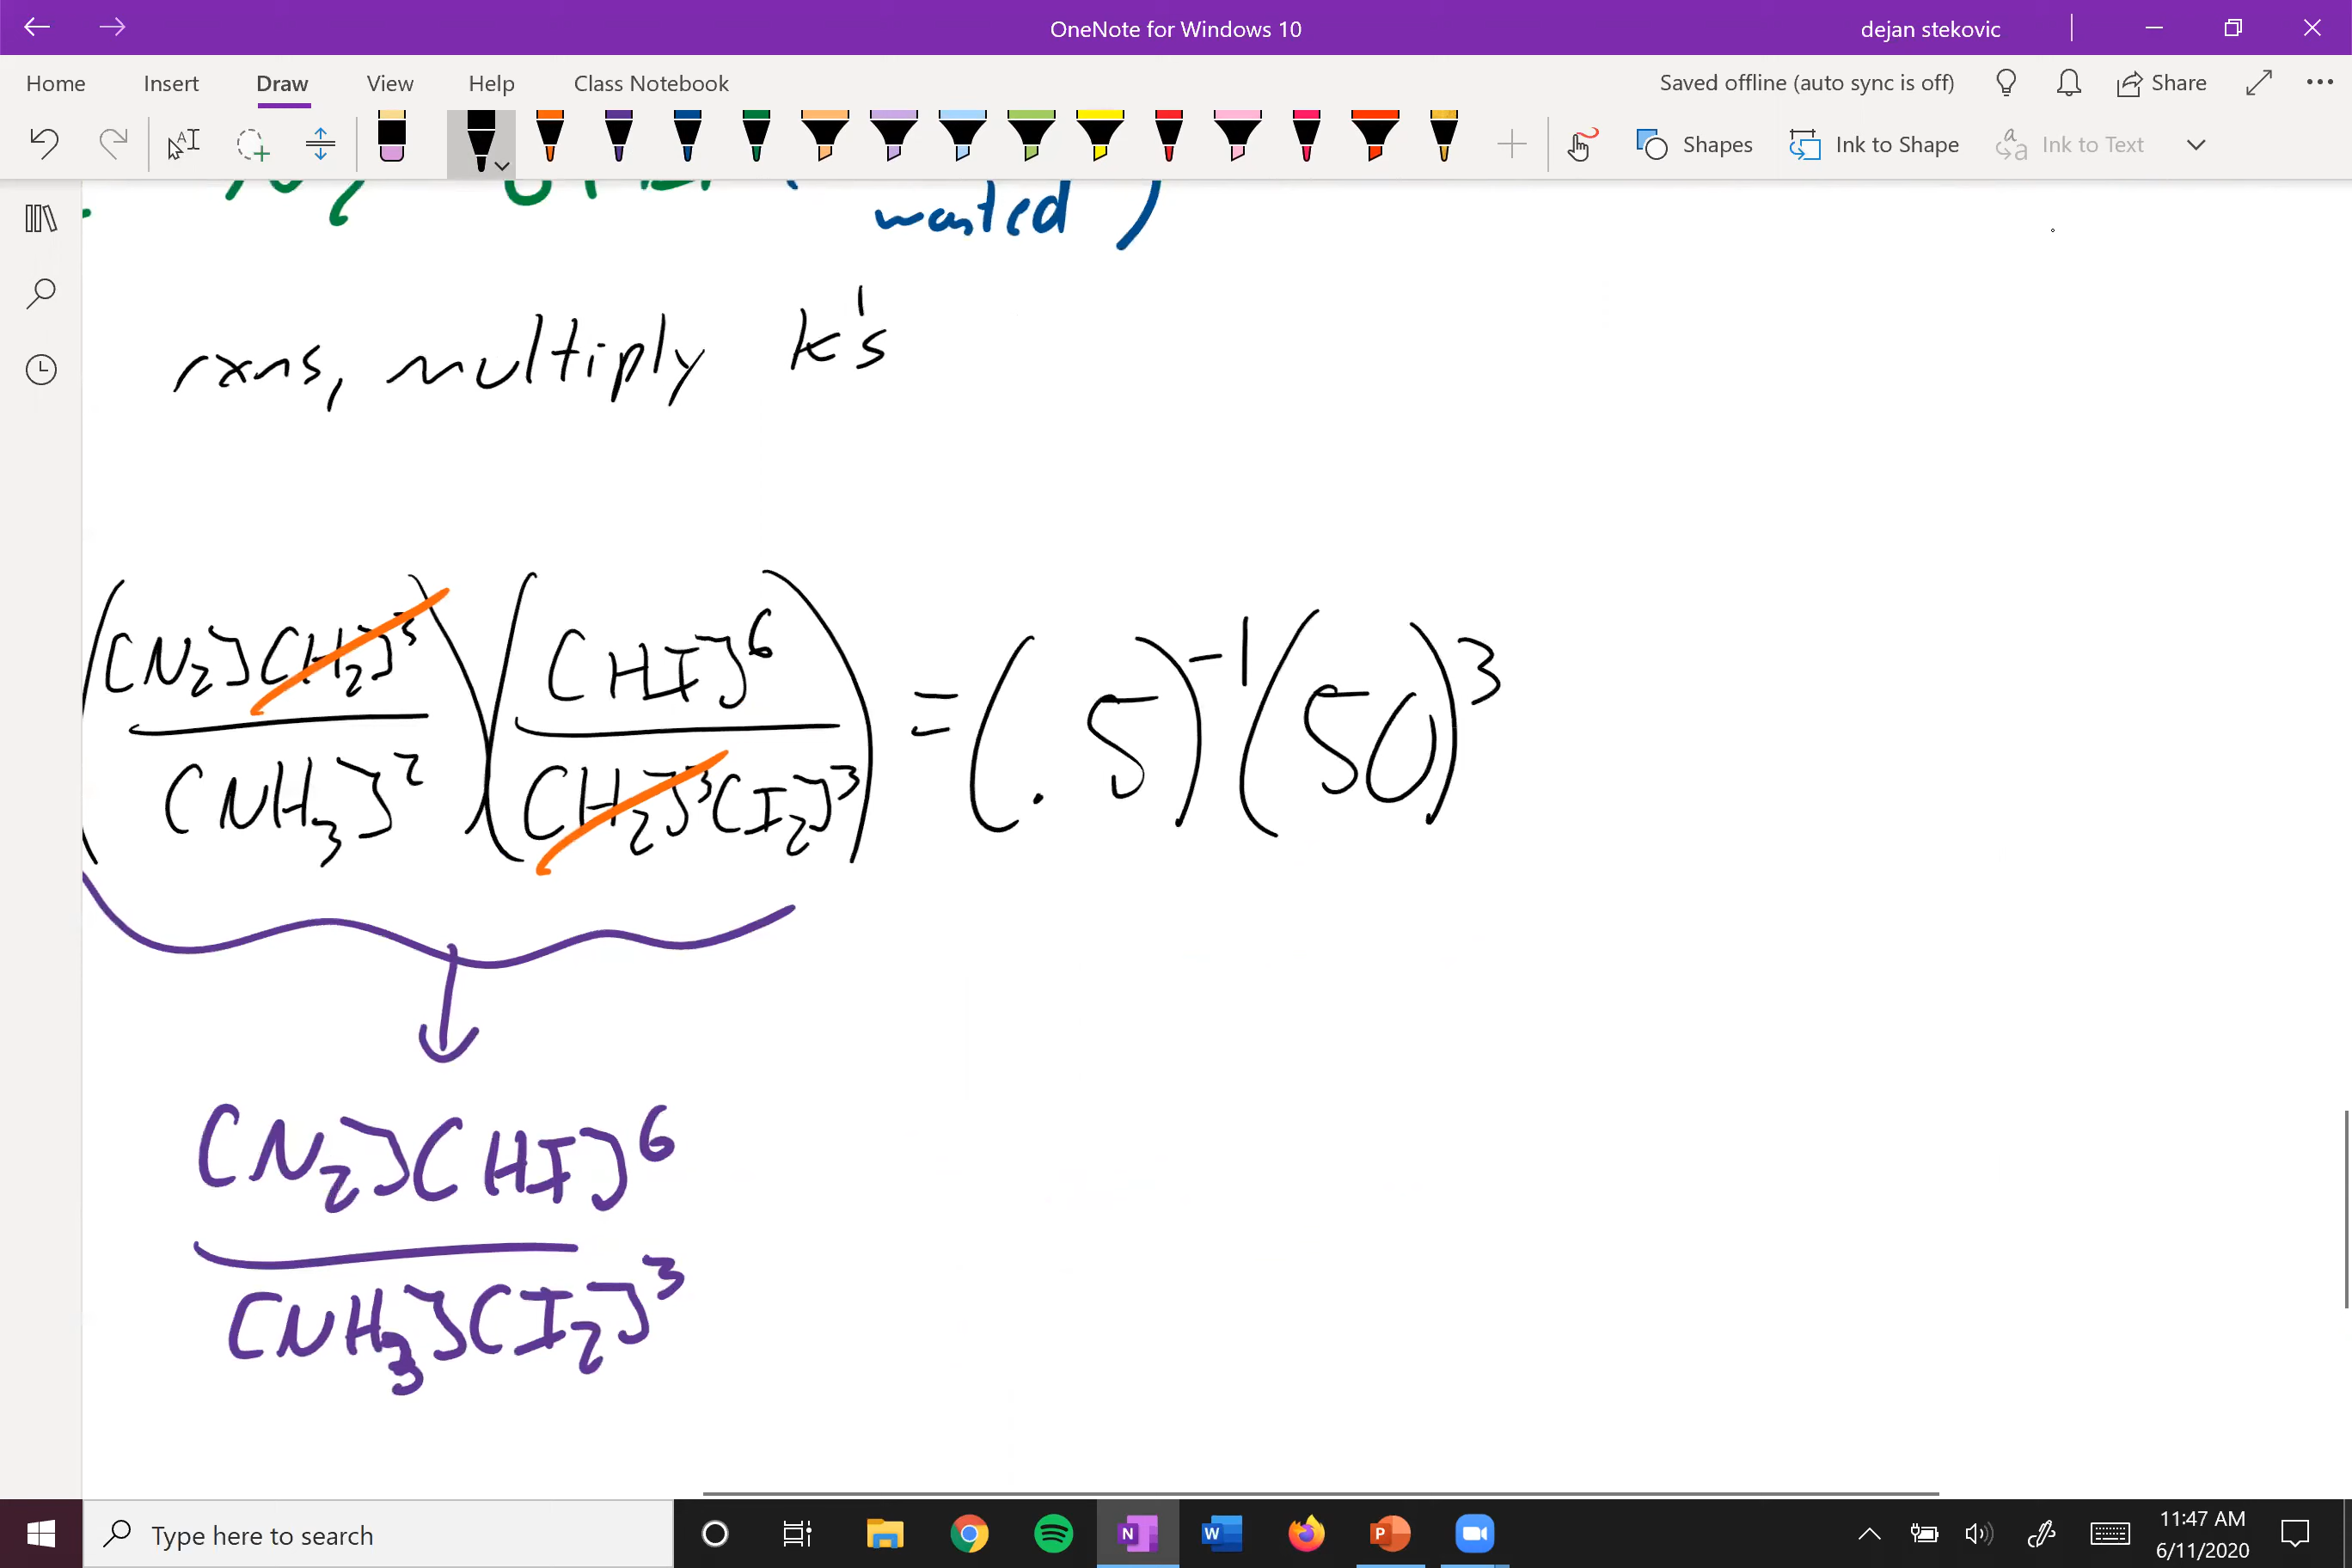 OneNote for Windows 10
dejan stekovic
Home Insert Draw View Help Class Notebook
Saved offline (auto sync is off) Share
Shapes Ink to Shape Ink to Text
wanted )
rxns, multiply k's
([N₂][H₂]³ / [NH₃]²)([HI]⁶ / [H₂]³[I₂]³) = (.5)⁻¹(50)³
[N₂][HI]⁶
[NH₃][I₂]³
Type here to search
11:47 AM
6/11/2020